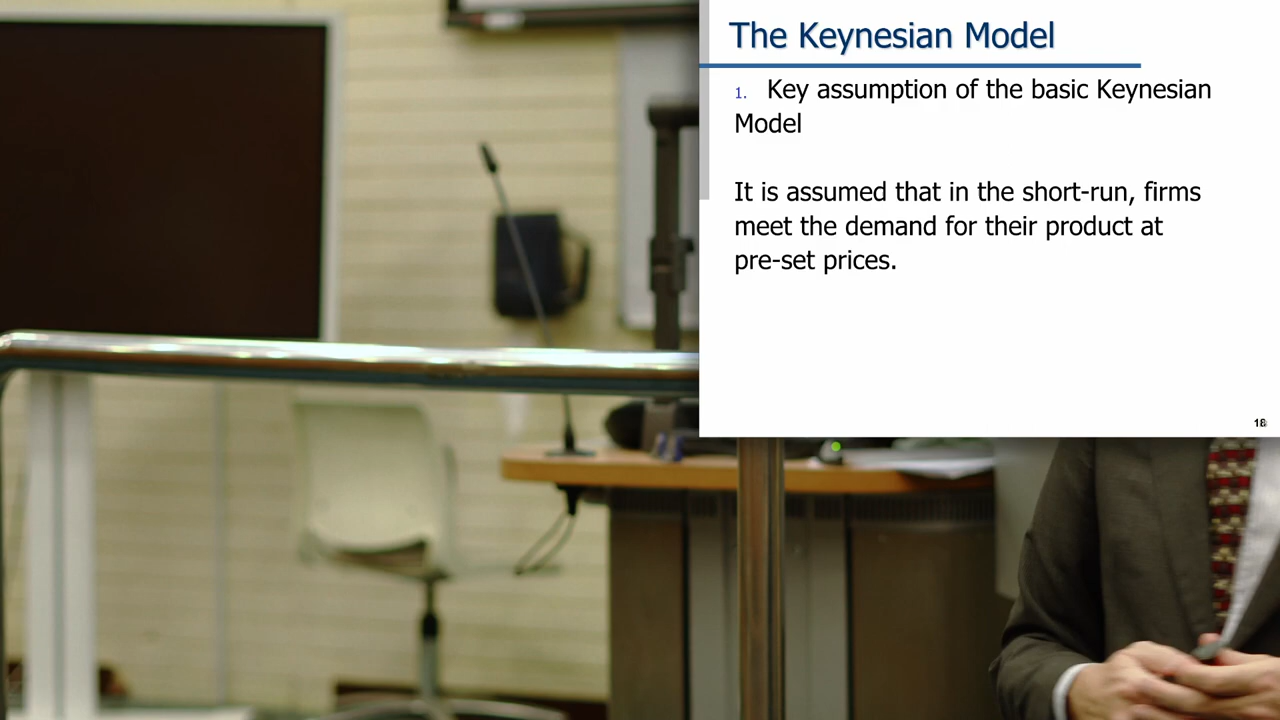 The Keynesian Model
1. Key assumption of the basic Keynesian
Model
It is assumed that in the short-run, firms
meet the demand for their product at
pre-set prices.
18